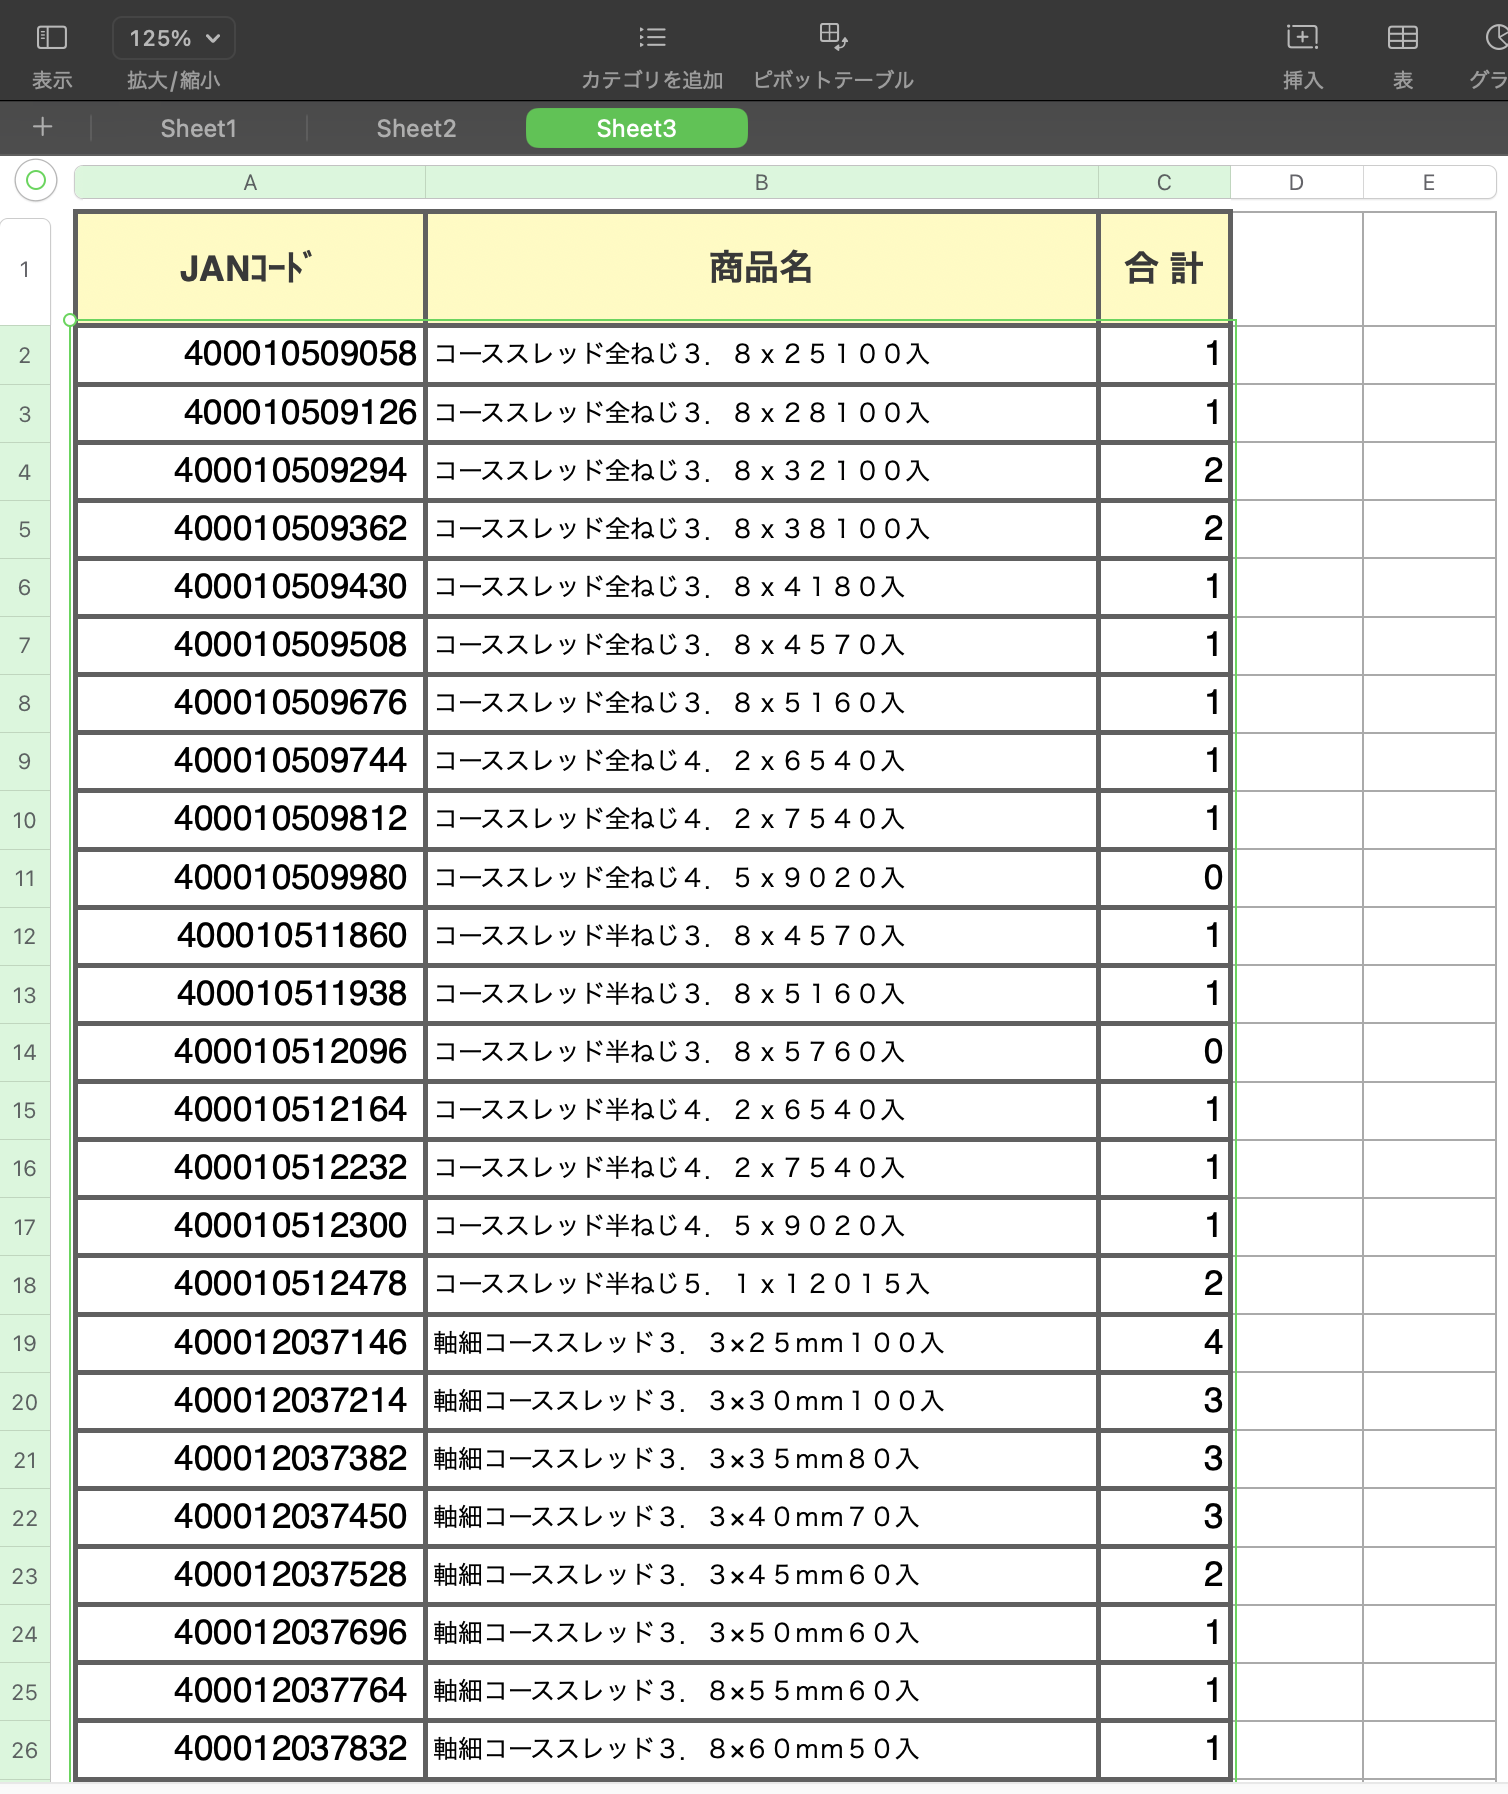 表示
125%
拡大/縮小
カテゴリを追加
ピボットテーブル
挿入
表
グラ
+ Sheet1 Sheet2 Sheet3
A B C D E
1 JANｺｰﾄﾞ 商品名 合 計
2 400010509058 コーススレッド全ねじ３．８ｘ２５１００入 1
3 400010509126 コーススレッド全ねじ３．８ｘ２８１００入 1
4 400010509294 コーススレッド全ねじ３．８ｘ３２１００入 2
5 400010509362 コーススレッド全ねじ３．８ｘ３８１００入 2
6 400010509430 コーススレッド全ねじ３．８ｘ４１８０入 1
7 400010509508 コーススレッド全ねじ３．８ｘ４５７０入 1
8 400010509676 コーススレッド全ねじ３．８ｘ５１６０入 1
9 400010509744 コーススレッド全ねじ４．２ｘ６５４０入 1
10 400010509812 コーススレッド全ねじ４．２ｘ７５４０入 1
11 400010509980 コーススレッド全ねじ４．５ｘ９０２０入 0
12 400010511860 コーススレッド半ねじ３．８ｘ４５７０入 1
13 400010511938 コーススレッド半ねじ３．８ｘ５１６０入 1
14 400010512096 コーススレッド半ねじ３．８ｘ５７６０入 0
15 400010512164 コーススレッド半ねじ４．２ｘ６５４０入 1
16 400010512232 コーススレッド半ねじ４．２ｘ７５４０入 1
17 400010512300 コーススレッド半ねじ４．５ｘ９０２０入 1
18 400010512478 コーススレッド半ねじ５．１ｘ１２０１５入 2
19 400012037146 軸細コーススレッド３．３×２５ｍｍ１００入 4
20 400012037214 軸細コーススレッド３．３×３０ｍｍ１００入 3
21 400012037382 軸細コーススレッド３．３×３５ｍｍ８０入 3
22 400012037450 軸細コーススレッド３．３×４０ｍｍ７０入 3
23 400012037528 軸細コーススレッド３．３×４５ｍｍ６０入 2
24 400012037696 軸細コーススレッド３．３×５０ｍｍ６０入 1
25 400012037764 軸細コーススレッド３．８×５５ｍｍ６０入 1
26 400012037832 軸細コーススレッド３．８×６０ｍｍ５０入 1